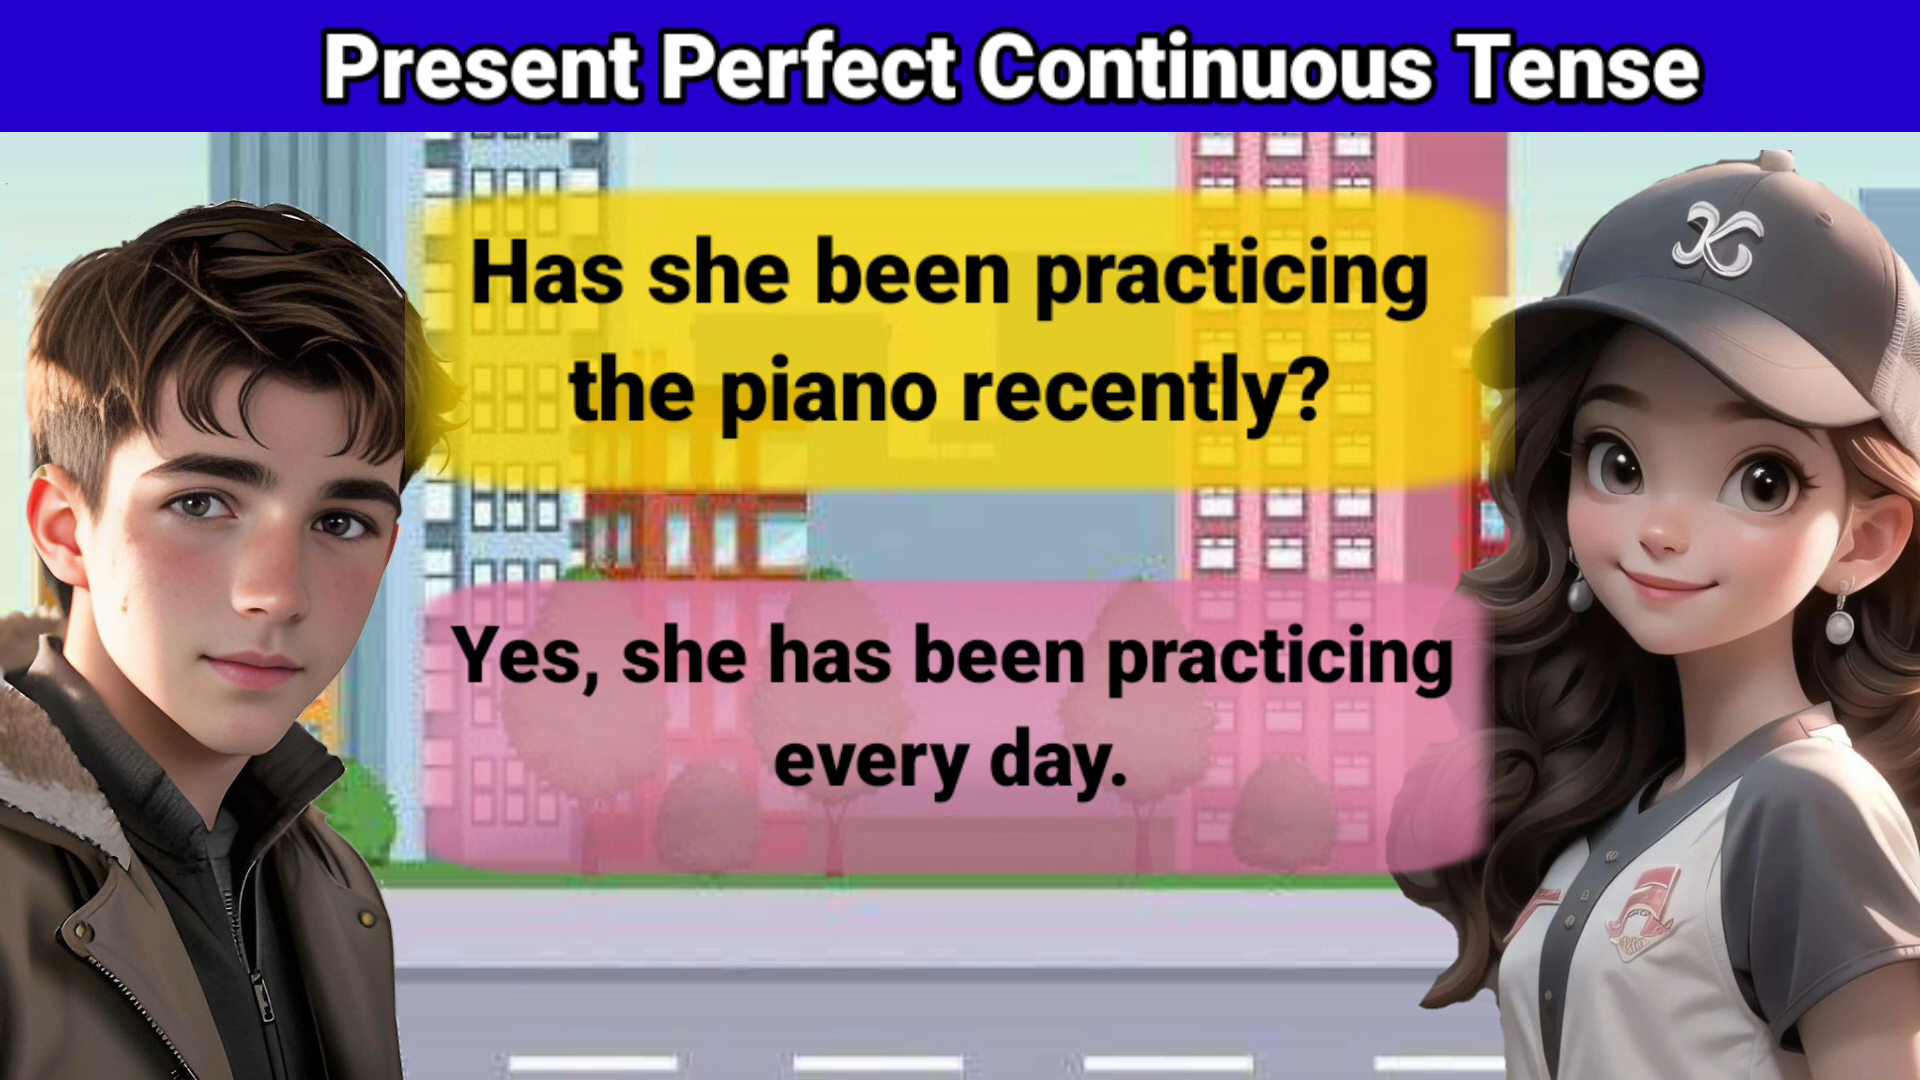 Present Perfect Continuous Tense
Has she been practicing
the piano recently?
Yes, she has been practicing
every day.